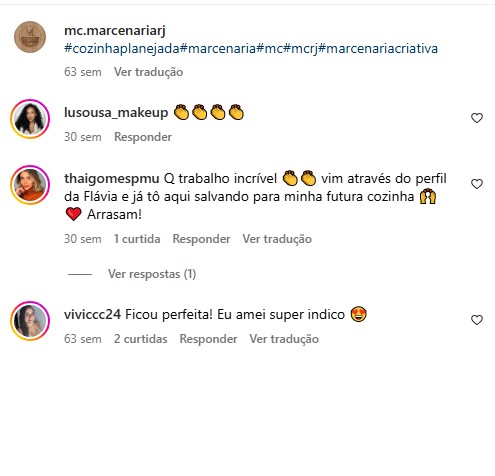 mc.marcenariarj
#cozinhaplanejada#marcenaria#mc#mcrj#marcenariacriativa
63 sem Ver tradução
lusousa_makeup 👏👏👏👏
30 sem Responder
thaigomespmu Q trabalho incrível 👏👏 vim através do perfil
da Flávia e já tô aqui salvando para minha futura cozinha 🙌
❤️ Arrasam!
30 sem 1 curtida Responder Ver tradução
Ver respostas (1)
viviccc24 Ficou perfeita! Eu amei super indico 😍
63 sem 2 curtidas Responder Ver tradução